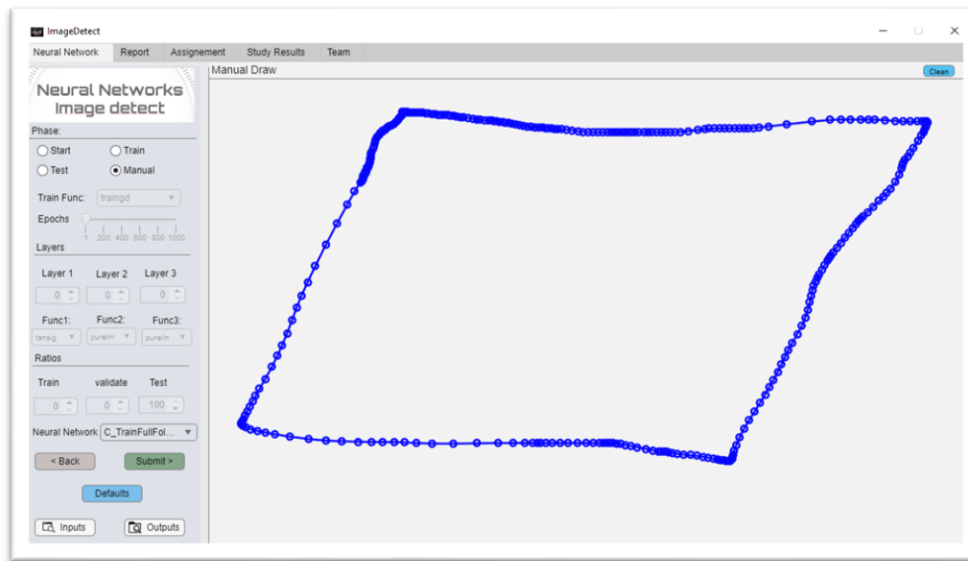 ImageDetect
Neural Network Report Assignement Study Results Team
Manual Draw Clean
Neural Networks
Image detect
Phase:
Start Train
Test Manual
Train Func: traingd
Epochs
1 200 400 600 800 1000
Layers
Layer 1 Layer 2 Layer 3
0 0 0
Func1: Func2: Func3:
tansig purelin purelin
Ratios
Train validate Test
0 0 100
Neural Network C_TrainFullFol...
< Back Submit >
Defaults
Inputs Outputs